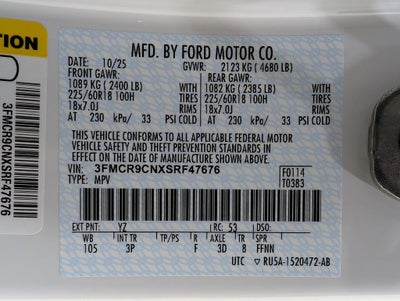 TION
3FMCR9CNXSRF47676
MFD. BY FORD MOTOR CO.
DATE: 10/25 GVWR: 2123 KG ( 4680 LB)
FRONT GAWR: REAR GAWR:
1089 KG( 2400 LB) WITH 1082 KG( 2385 LB) WITH
225/60R18 100H TIRES 225/60R18 100H TIRES
18x7.0J RIMS 18x7.0J RIMS
AT 230 kPa/ 33 PSI COLD AT 230 kPa/ 33 PSI COLD
THIS VEHICLE CONFORMS TO ALL APPLICABLE FEDERAL MOTOR
VEHICLE SAFETY AND THEFT PREVENTION STANDARDS IN EFFECT ON THE
DATE OF MANUFACTURE SHOWN ABOVE.
VIN: 3FMCR9CNXSRF47676 F0114
TYPE: MPV T0383
EXT PNT: YZ RC: 53 DSO:
WB INT TR TP/PS R AXLE TR SPR
105 3P F 3D 8 FFNN
UTC ▽ RU5A-1520472-AB